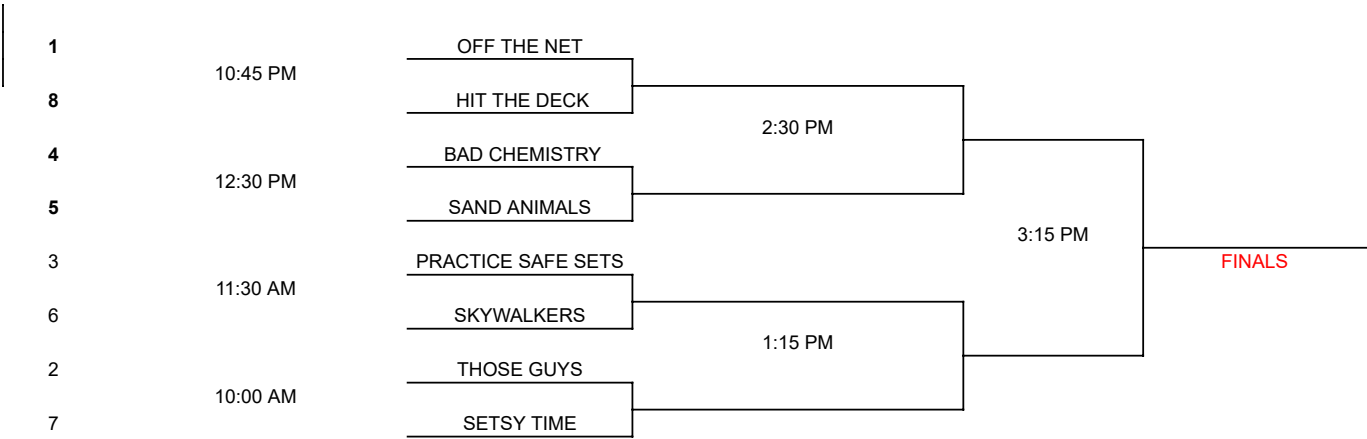 1
OFF THE NET
10:45 PM
8
HIT THE DECK
2:30 PM
4
BAD CHEMISTRY
12:30 PM
5
SAND ANIMALS
3:15 PM
3
PRACTICE SAFE SETS
FINALS
11:30 AM
6
SKYWALKERS
1:15 PM
2
THOSE GUYS
10:00 AM
7
SETSY TIME